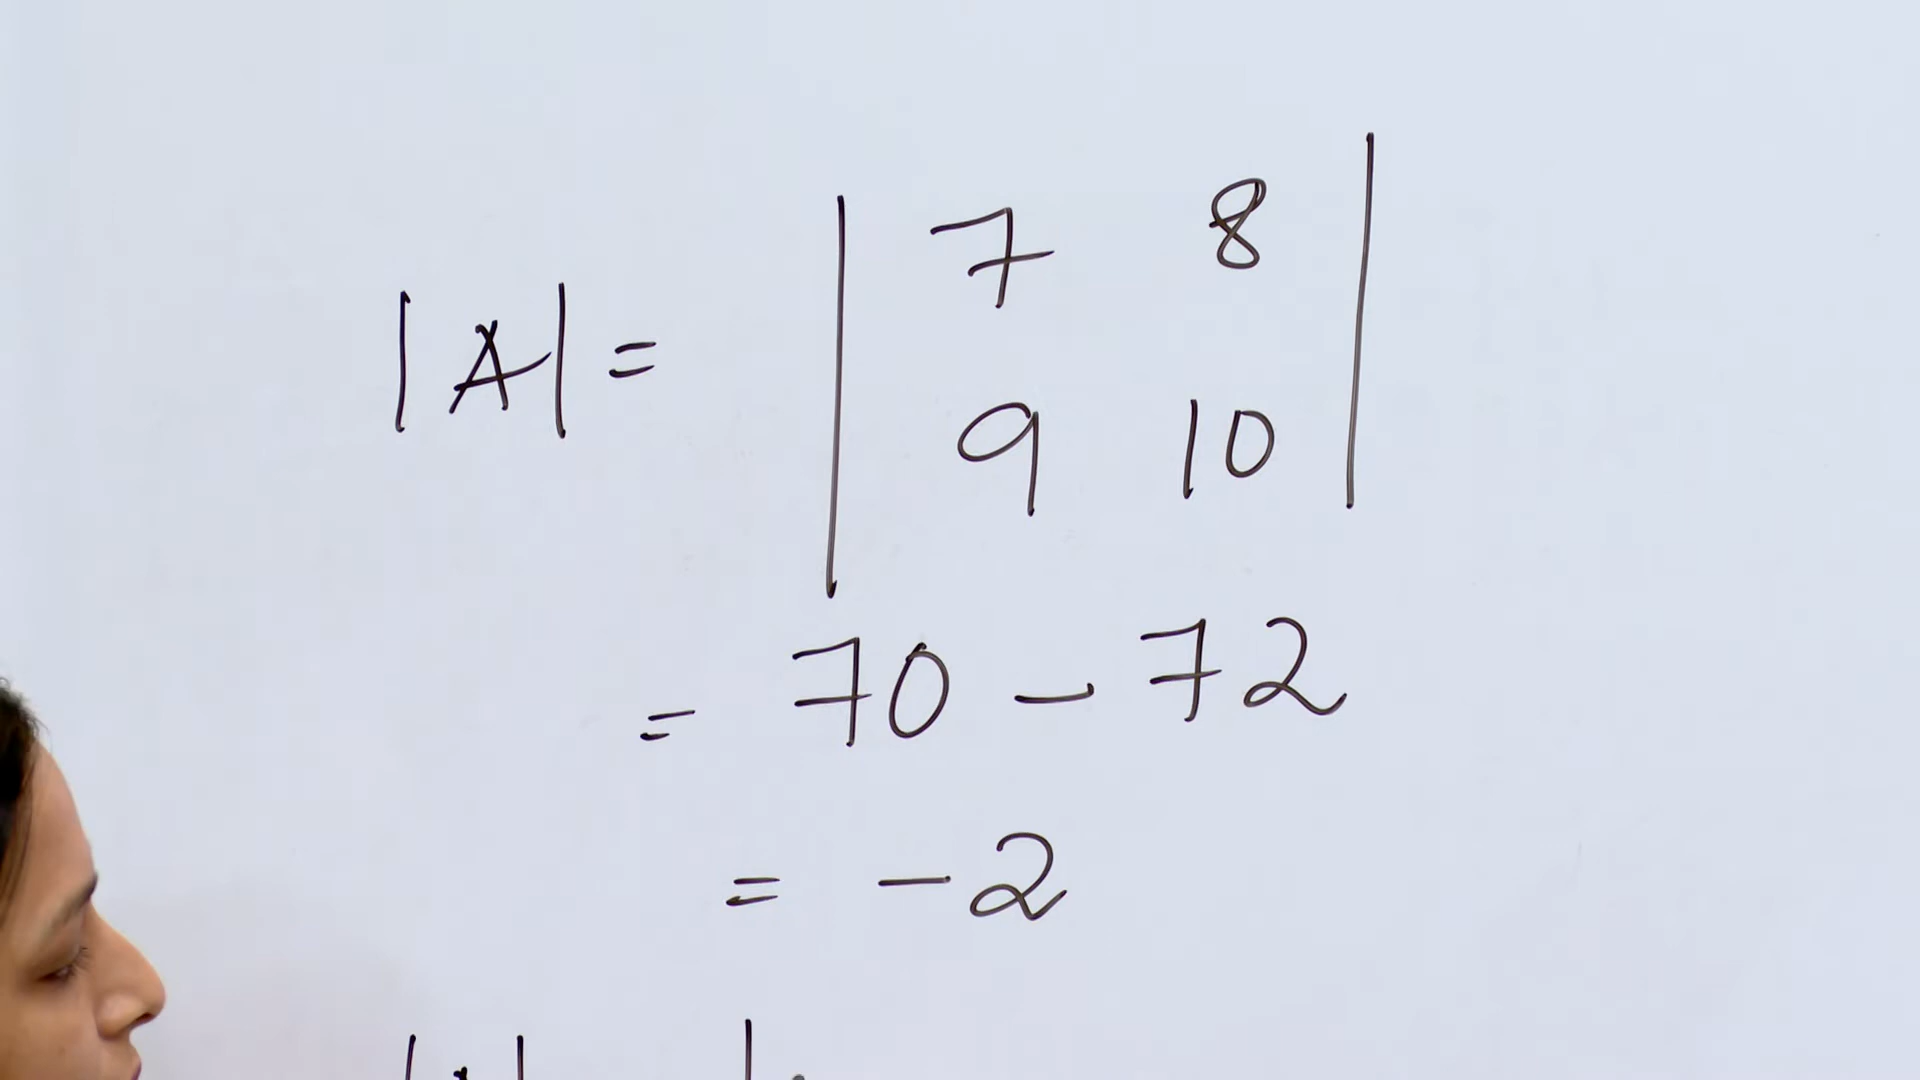 |A| = | 7 8 |
| 9 10 |
= 70 - 72
= -2